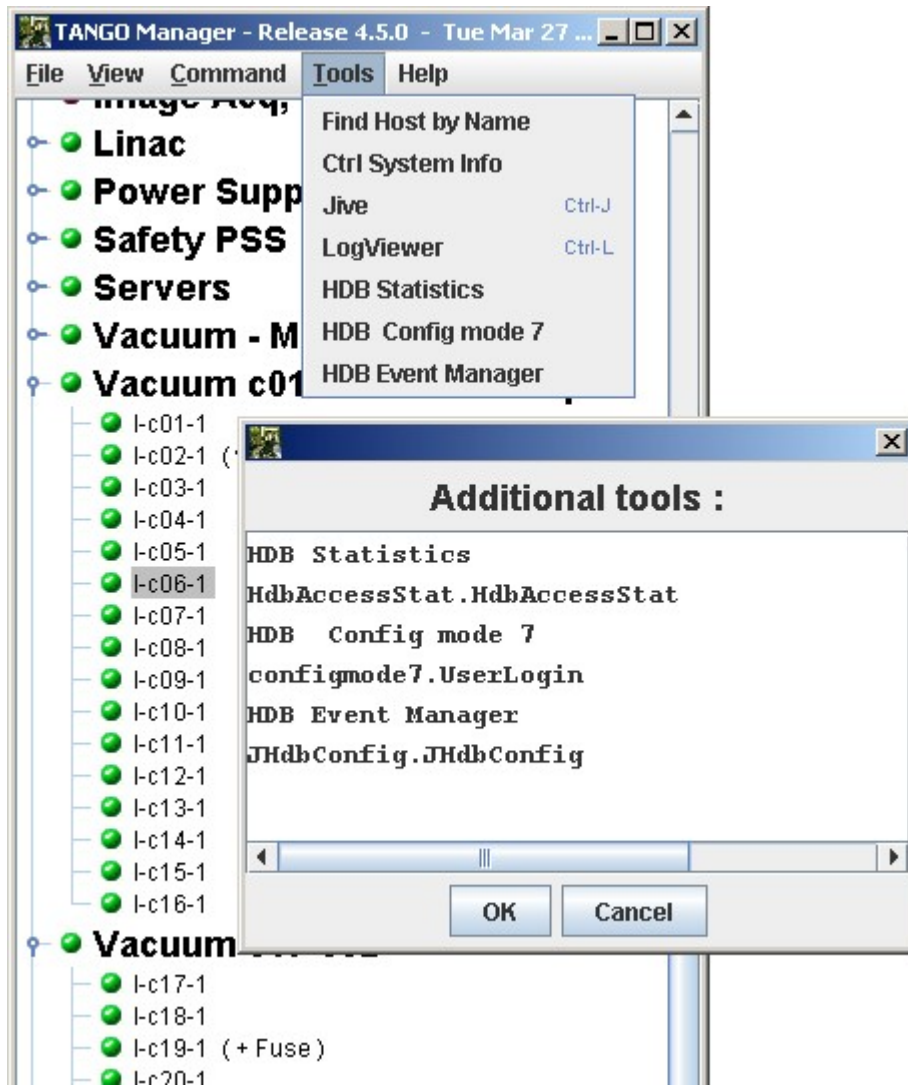 TANGO Manager - Release 4.5.0 - Tue Mar 27 ...
File View Command Tools Help
Image Acq,
Linac
Power Supp
Safety PSS
Servers
Vacuum - M
Vacuum c01
Find Host by Name
Ctrl System Info
Jive Ctrl-J
LogViewer Ctrl-L
HDB Statistics
HDB  Config mode 7
HDB Event Manager
l-c01-1
l-c02-1 (
l-c03-1
l-c04-1
l-c05-1
l-c06-1
l-c07-1
l-c08-1
l-c09-1
l-c10-1
l-c11-1
l-c12-1
l-c13-1
l-c14-1
l-c15-1
l-c16-1
Additional tools :
HDB Statistics
HdbAccessStat.HdbAccessStat
HDB  Config mode 7
configmode7.UserLogin
HDB Event Manager
JHdbConfig.JHdbConfig
OK Cancel
Vacuum
l-c17-1
l-c18-1
l-c19-1 ( + Fuse )
l-c20-1